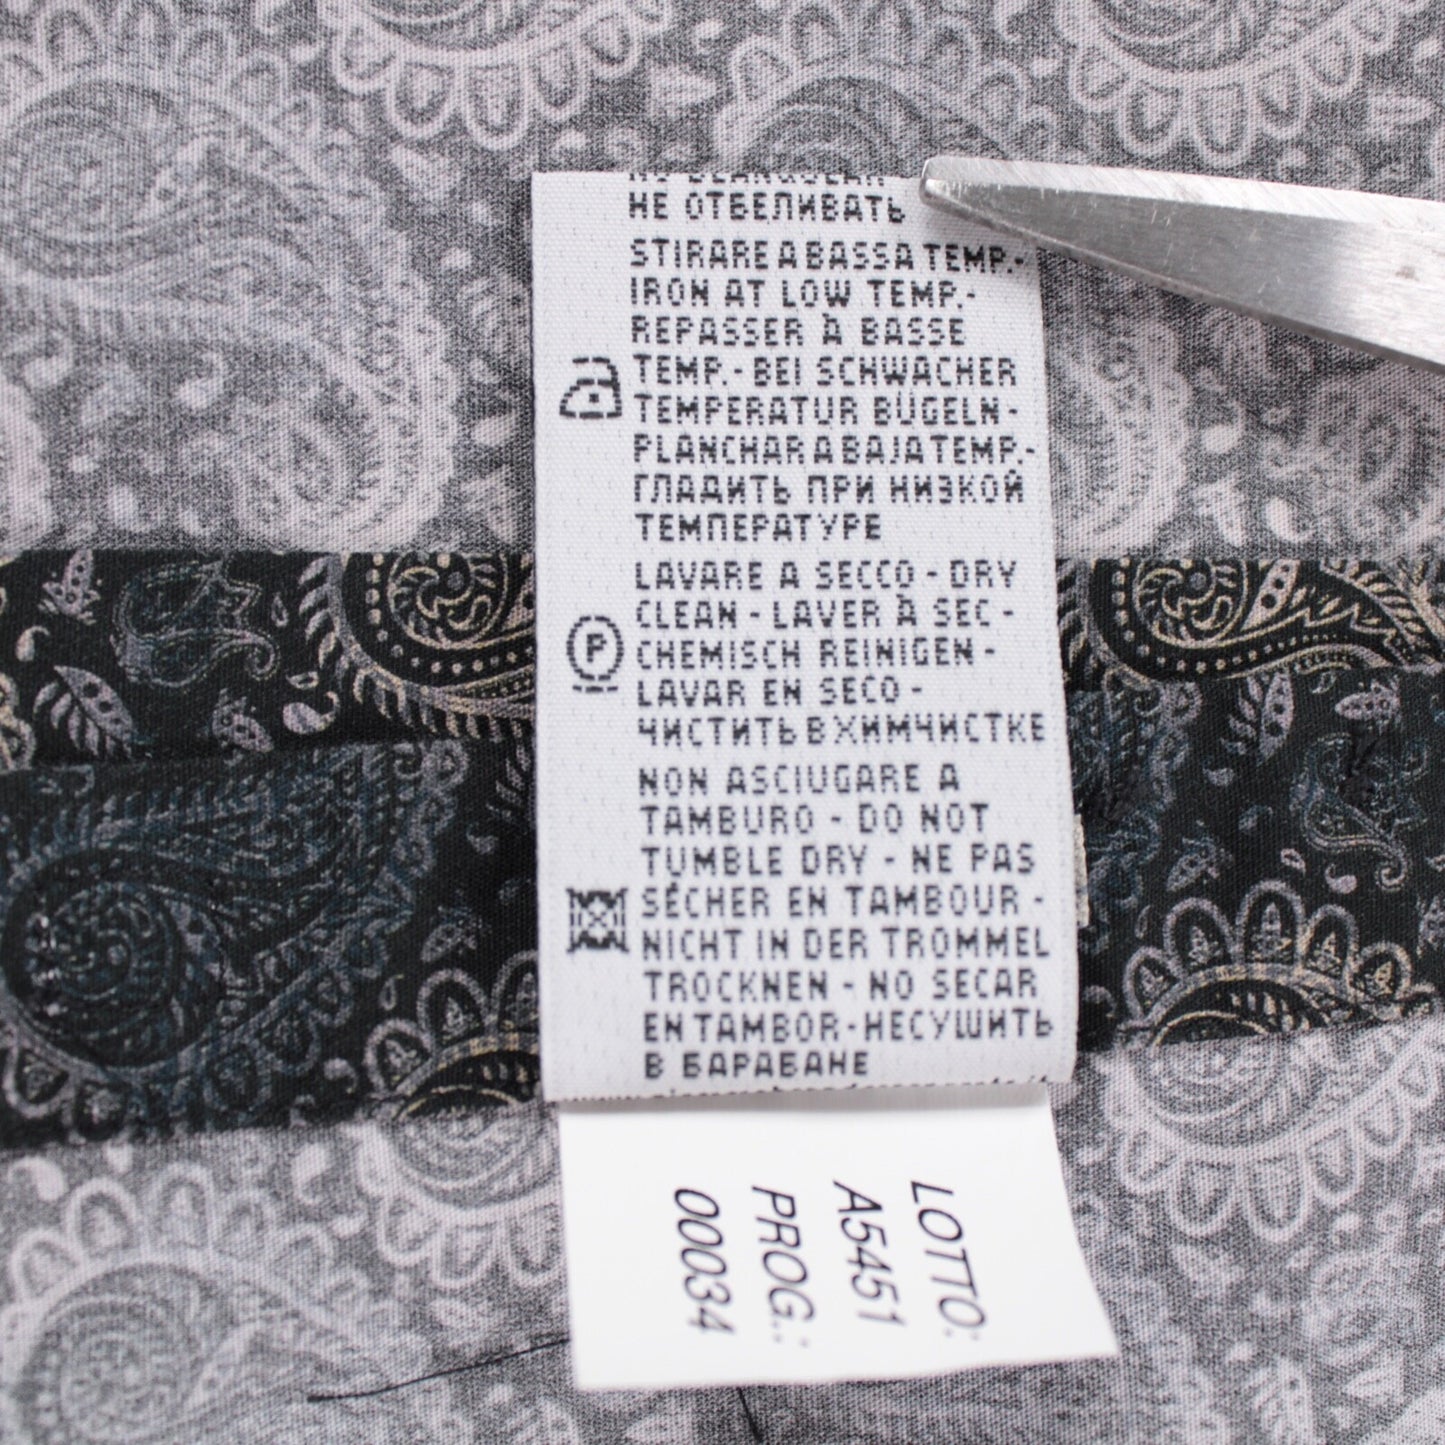 НЕ ОТБЕЛИВАТЬ
STIRARE A BASSA TEMP.-
IRON AT LOW TEMP.-
REPASSER À BASSE
TEMP.- BEI SCHWACHER
TEMPERATUR BÜGELN -
PLANCHAR A BAJA TEMP.-
ГЛАДИТЬ ПРИ НИЗКОЙ
ТЕМПЕРАТУРЕ
LAVARE A SECCO - DRY
CLEAN - LAVER À SEC -
P
CHEMISCH REINIGEN -
LAVAR EN SECO -
ЧИСТИТЬ В ХИМЧИСТКЕ
NON ASCIUGARE A
TAMBURO - DO NOT
TUMBLE DRY - NE PAS
SÉCHER EN TAMBOUR -
NICHT IN DER TROMMEL
TROCKNEN - NO SECAR
EN TAMBOR - НЕ СУШИТЬ
В БАРАБАНЕ
LOTTO:
A5451
PROG.:
00034